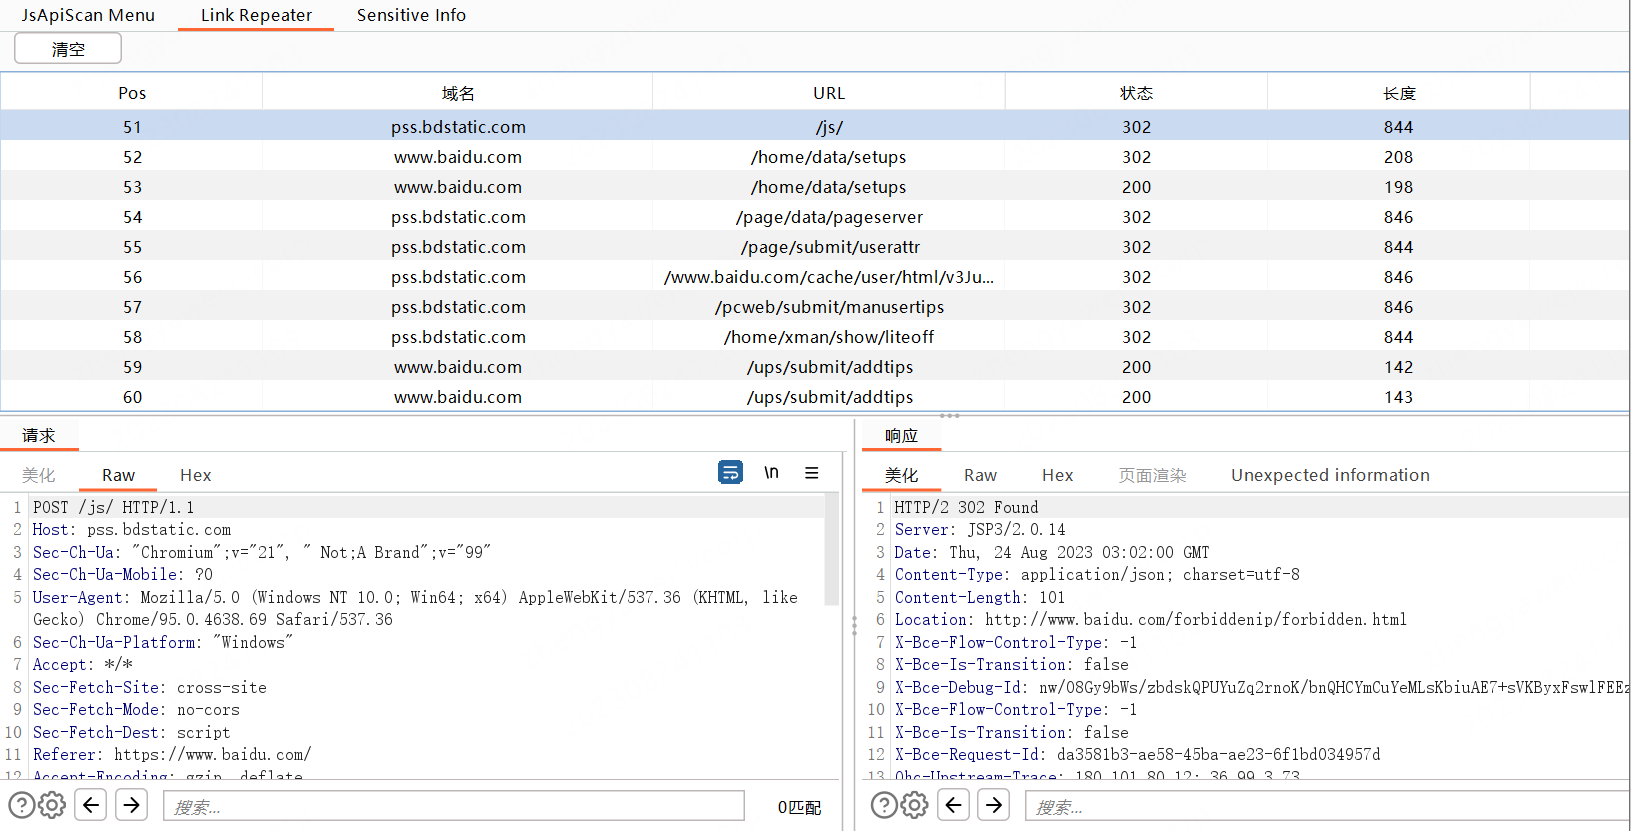 JsApiScan Menu Link Repeater Sensitive Info
清空
Pos 域名 URL 状态 长度
51 pss.bdstatic.com /js/ 302 844
52 www.baidu.com /home/data/setups 302 208
53 www.baidu.com /home/data/setups 200 198
54 pss.bdstatic.com /page/data/pageserver 302 846
55 pss.bdstatic.com /page/submit/userattr 302 844
56 pss.bdstatic.com /www.baidu.com/cache/user/html/v3Ju... 302 846
57 pss.bdstatic.com /pcweb/submit/manusertips 302 846
58 pss.bdstatic.com /home/xman/show/liteoff 302 844
59 www.baidu.com /ups/submit/addtips 200 142
60 www.baidu.com /ups/submit/addtips 200 143
请求
美化 Raw Hex \n
1 POST /js/ HTTP/1.1
2 Host: pss.bdstatic.com
3 Sec-Ch-Ua: "Chromium";v="21", " Not;A Brand";v="99"
4 Sec-Ch-Ua-Mobile: ?0
5 User-Agent: Mozilla/5.0 (Windows NT 10.0; Win64; x64) AppleWebKit/537.36 (KHTML, like
Gecko) Chrome/95.0.4638.69 Safari/537.36
6 Sec-Ch-Ua-Platform: "Windows"
7 Accept: */*
8 Sec-Fetch-Site: cross-site
9 Sec-Fetch-Mode: no-cors
10 Sec-Fetch-Dest: script
11 Referer: https://www.baidu.com/
12 Accept-Encoding: gzip, deflate
搜索... 0匹配
响应
美化 Raw Hex 页面渲染 Unexpected information
1 HTTP/2 302 Found
2 Server: JSP3/2.0.14
3 Date: Thu, 24 Aug 2023 03:02:00 GMT
4 Content-Type: application/json; charset=utf-8
5 Content-Length: 101
6 Location: http://www.baidu.com/forbiddenip/forbidden.html
7 X-Bce-Flow-Control-Type: -1
8 X-Bce-Is-Transition: false
9 X-Bce-Debug-Id: nw/08Gy9bWs/zbdskQPUYuZq2rnoK/bnQHCYmCuYeMLsKbiuAE7+sVKByxFswlFEEz
10 X-Bce-Flow-Control-Type: -1
11 X-Bce-Is-Transition: false
12 X-Bce-Request-Id: da3581b3-ae58-45ba-ae23-6f1bd034957d
13 Ohc-Upstream-Trace: 180.101.80.12; 36.99.3.73
搜索...